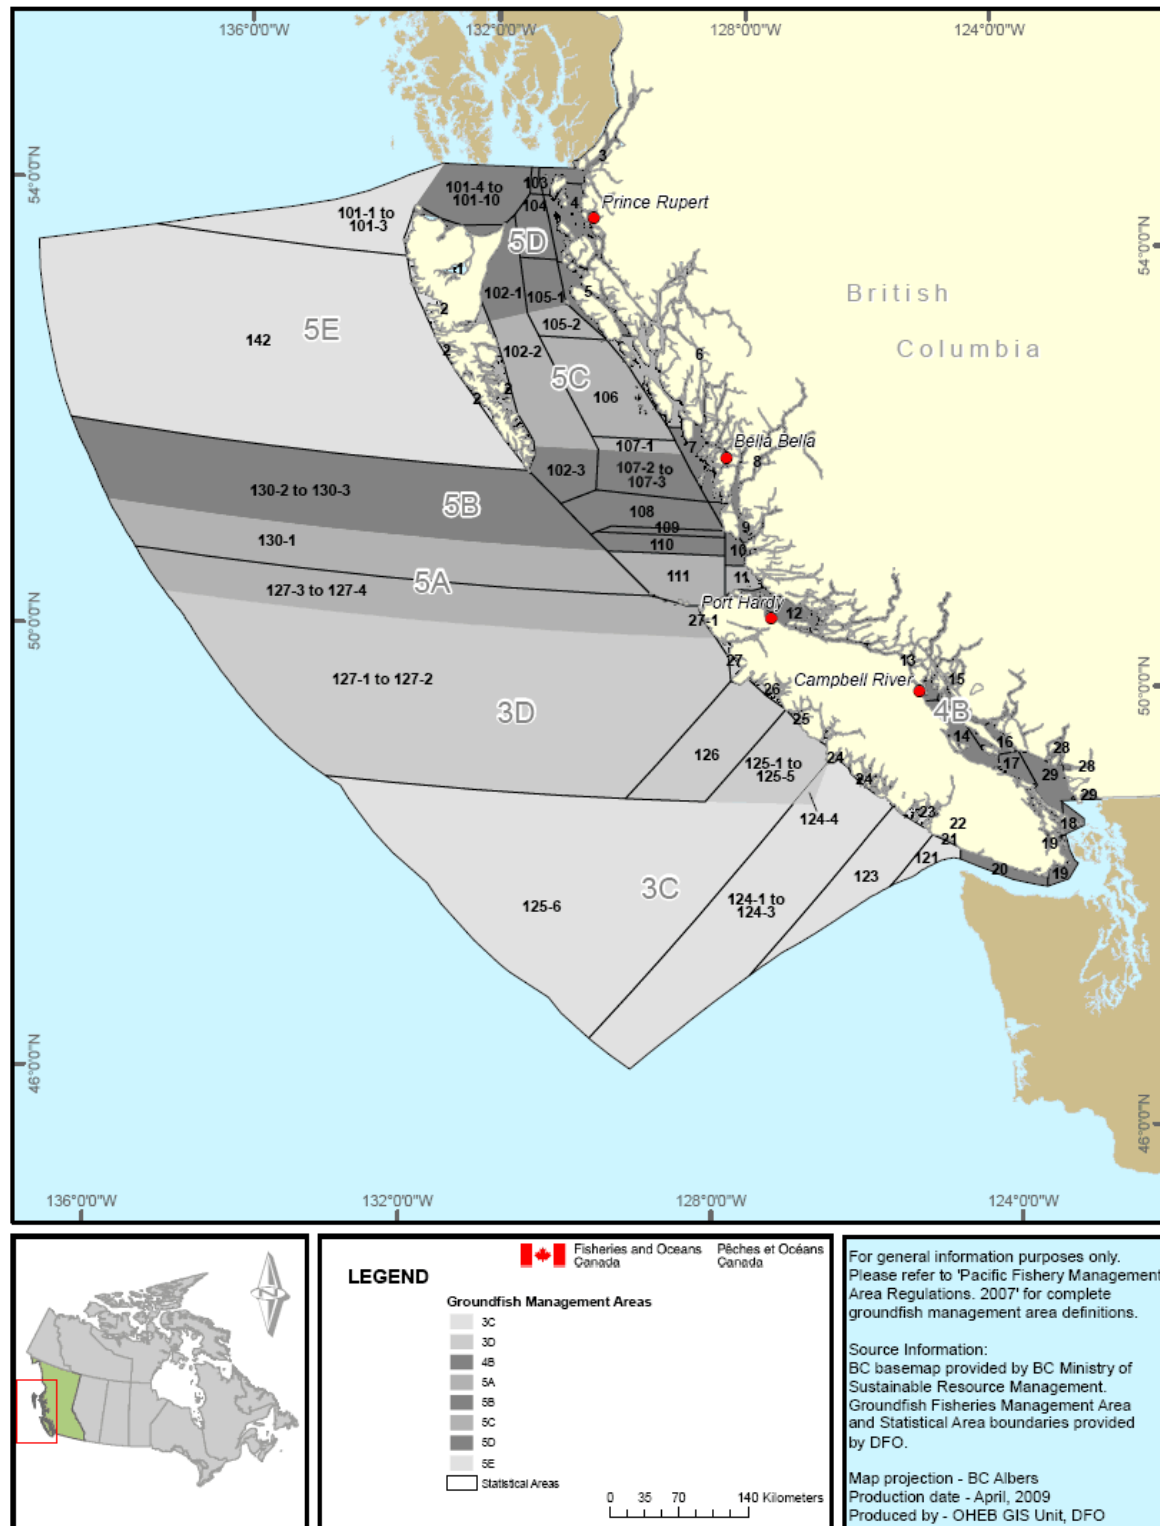 136°0'0"W
132°0'0"W
128°0'0"W
124°0'0"W
54°0'0"N
54°0'0"N
3
103
101-4 to
101-10
4
Prince Rupert
104
101-1 to
101-3
5D
1
102-1
105-1
5
British
2
105-2
5E
142
Columbia
2
102-2
6
5C
2
106
2
107-1
7
Bella Bella
8
102-3
107-2 to
107-3
130-2 to 130-3
5B
108
109
9
130-1
110
10
111
11
5A
127-3 to 127-4
Port Hardy
12
27-1
50°0'0"N
50°0'0"N
27
13
127-1 to 127-2
Campbell River
15
26
3D
25
4B
14
16
28
126
24
17
28
125-1 to
125-5
24
29
29
124-4
23
22
18
21
19
121
20
19
123
3C
124-1 to
124-3
125-6
46°0'0"N
46°0'0"N
136°0'0"W
132°0'0"W
128°0'0"W
124°0'0"W
Fisheries and Oceans
Canada
Pêches et Océans
Canada
LEGEND
Groundfish Management Areas
3C
3D
4B
5A
5B
5C
5D
5E
Statistical Areas
0 35 70 140 Kilometers
For general information purposes only.
Please refer to 'Pacific Fishery Management
Area Regulations. 2007' for complete
groundfish management area definitions.
Source Information:
BC basemap provided by BC Ministry of
Sustainable Resource Management.
Groundfish Fisheries Management Area
and Statistical Area boundaries provided
by DFO.
Map projection - BC Albers
Production date - April, 2009
Produced by - OHEB GIS Unit, DFO